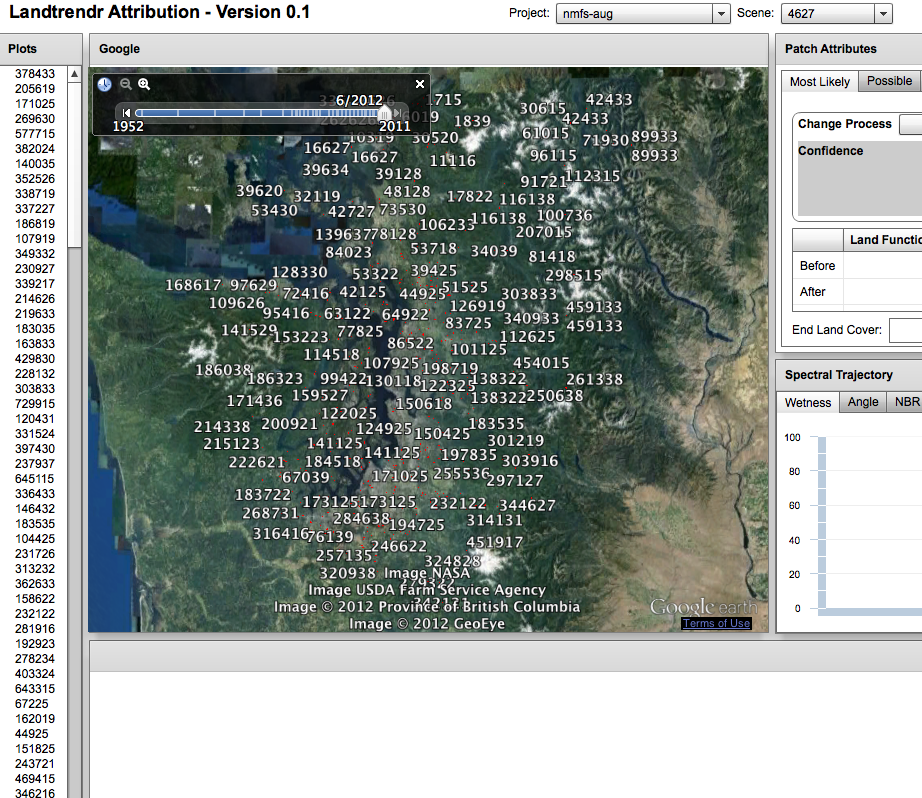 Landtrendr Attribution - Version 0.1
Project: nmfs-aug Scene: 4627
Plots
378433
205619
171025
269630
577715
382024
140035
352526
338719
337227
186819
107919
349332
230927
339217
214626
219633
183035
163833
429830
228132
303833
729915
120431
331524
397430
237937
645115
336433
146432
183535
104425
231726
313232
362633
158622
232122
281916
192923
278234
403324
643315
67225
162019
44925
151825
243721
469415
346216
Google
6/2012
1952 2011
1715 30615 42433
1839 42433
30520 61015 71930 89933
16627
16627 11116 96115 89933
39634 39128 91721 112315
39620 32119 48128 17822 116138
53430 42727 73530 116138 100736
106233 207015
139637 78128
84023 53718 34039 81418
128330 53322 39425 298515
168617 97629 72416 42125 44925 51525 303833
109626 126919 459133
95416 63122 64922 83725 340933 459133
141529 153223 77825 112625
114518 86522 101125
107925 198719 454015
186038 186323 99422 130118 122325 138322 261338
171436 159527 150618 138322 250638
122025
214338 200921 124925 150425 183535
215123 141125 301219
141125 197835 303916
222621 184518
67039 171025 255536 297127
183722 173125 173125 232122 344627
268731 284638 194725 314131
316416 76139 451917
257135 246622 324828
320938 Image NASA
Image USDA Farm Service Agency
Image © 2012 Province of British Columbia
Image © 2012 GeoEye
Google earth
Terms of Use
Patch Attributes
Most Likely Possible
Change Process
Confidence
Before
After
End Land Cover:
Spectral Trajectory
Wetness Angle NBR
100
80
60
40
20
0